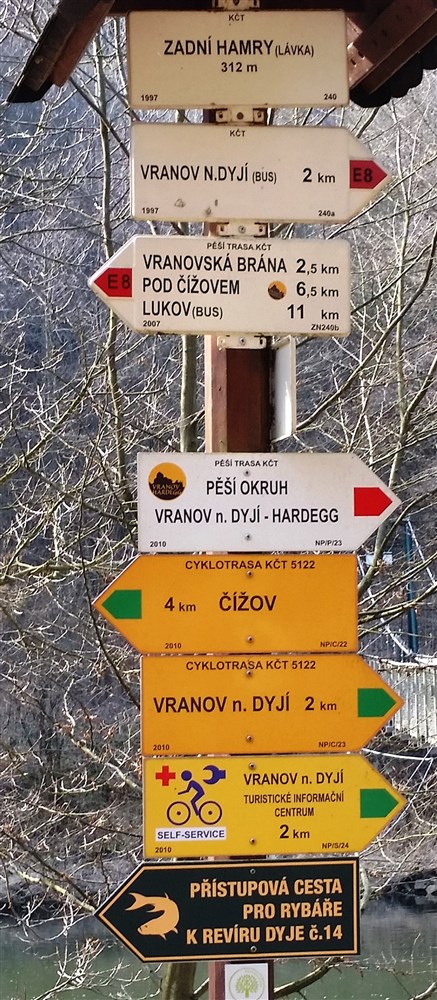 KČT
ZADNÍ HAMRY (LÁVKA)
312 m
1997 240
KČT
VRANOV N.DYJÍ (BUS) 2 km E8
1997 240a
PĚŠÍ TRASA KČT
VRANOVSKÁ BRÁNA 2,5 km
E8 POD ČÍŽOVEM 6,5 km
LUKOV (BUS) 11 km
2007 ZN240b
PĚŠÍ TRASA KČT
VRANOV HARDEGG
PĚŠÍ OKRUH
VRANOV n. DYJÍ - HARDEGG
2010 NP/P/23
CYKLOTRASA KČT 5122
4 km ČÍŽOV
2010 NP/C/22
CYKLOTRASA KČT 5122
VRANOV n. DYJÍ 2 km
2010 NP/C/23
VRANOV n. DYJÍ
TURISTICKÉ INFORMAČNÍ
CENTRUM
SELF-SERVICE 2 km
2010 NP/S/24
PŘÍSTUPOVÁ CESTA
PRO RYBÁŘE
K REVÍRU DYJE č.14